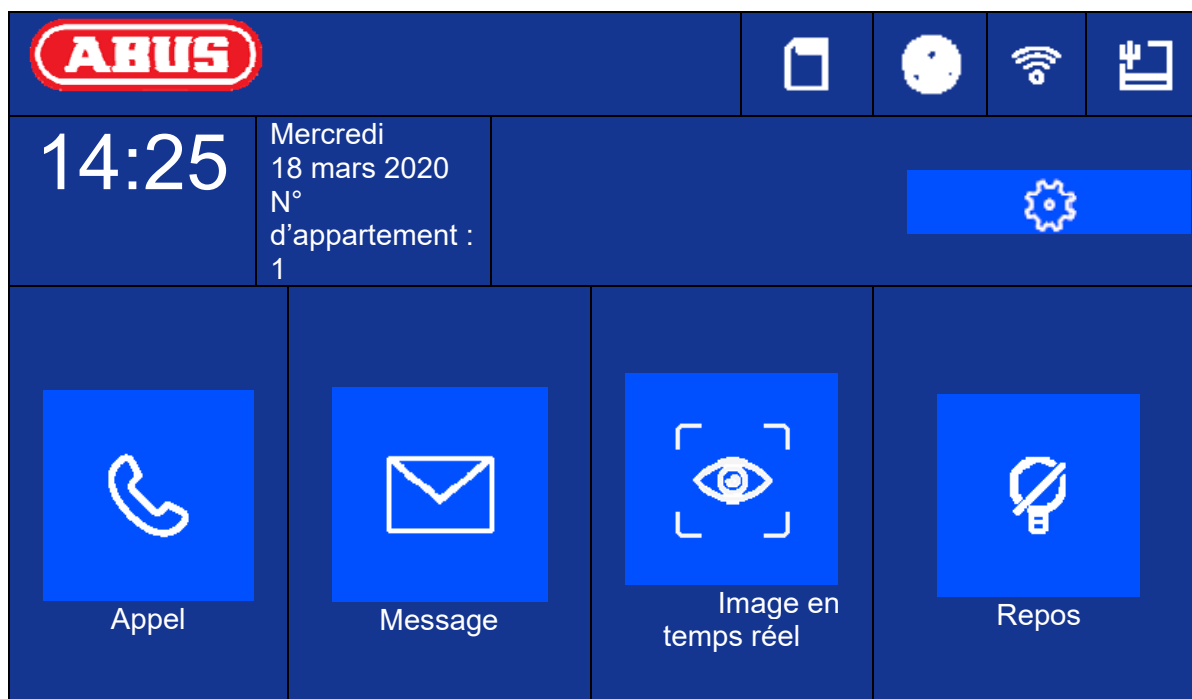 ABUS
14:25
Mercredi
18 mars 2020
N°
d’appartement :
1
Appel
Message
Image en
temps réel
Repos